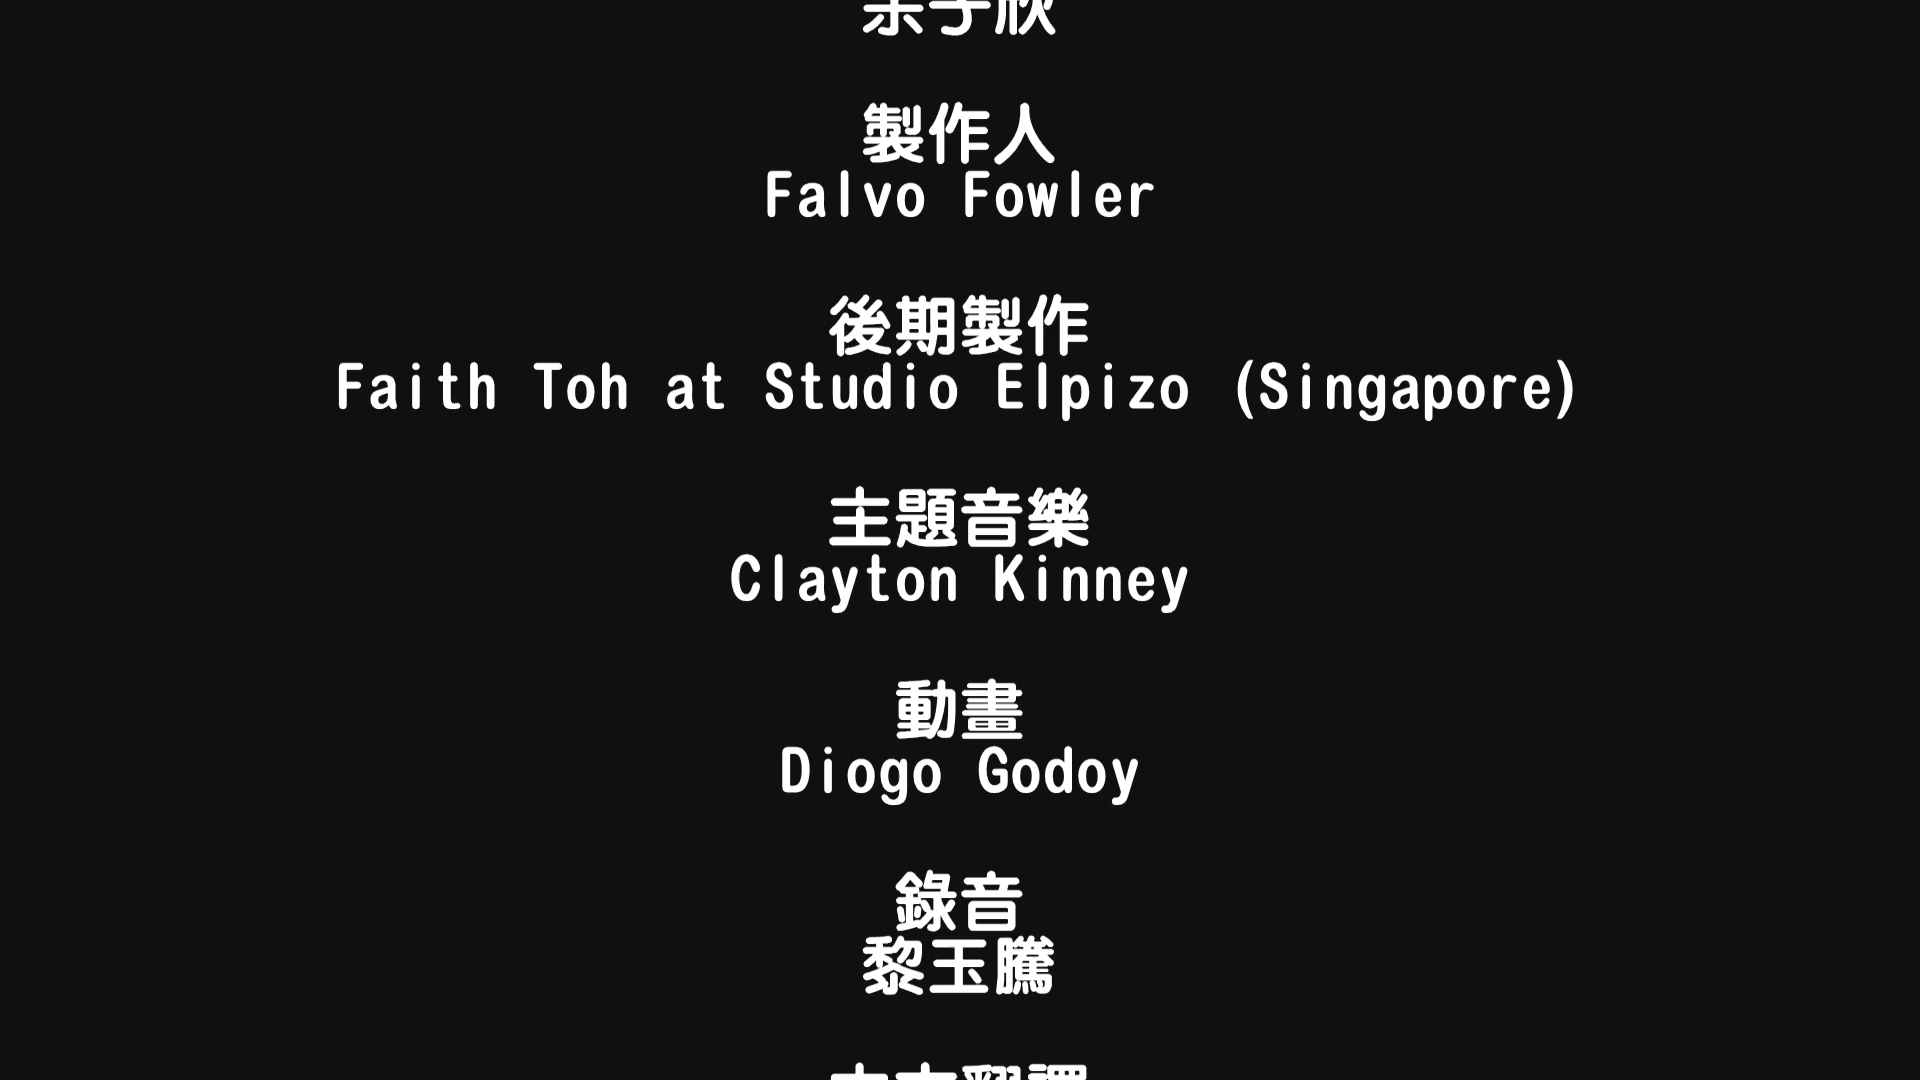 製作人
Falvo Fowler
後期製作
Faith Toh at Studio Elpizo (Singapore)
主題音樂
Clayton Kinney
動畫
Diogo Godoy
錄音
黎玉騰